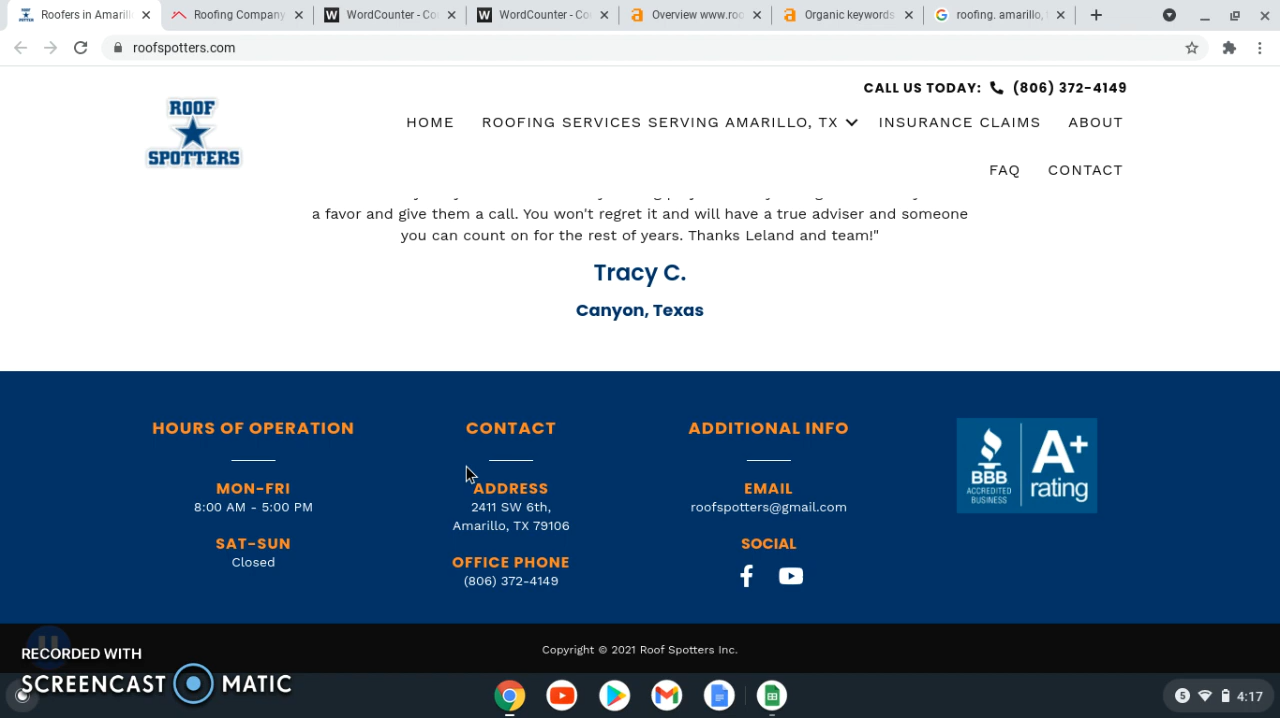 Roofers in Amarill
Roofing Company
WordCounter - Co
WordCounter - Co
Overview www.roo
Organic keywords
roofing. amarillo,
roofspotters.com
CALL US TODAY: (806) 372-4149
ROOF
SPOTTERS
HOME ROOFING SERVICES SERVING AMARILLO, TX INSURANCE CLAIMS ABOUT
FAQ CONTACT
a favor and give them a call. You won't regret it and will have a true adviser and someone
you can count on for the rest of years. Thanks Leland and team!"
Tracy C.
Canyon, Texas
HOURS OF OPERATION
MON-FRI
8:00 AM - 5:00 PM
SAT-SUN
Closed
CONTACT
ADDRESS
2411 SW 6th,
Amarillo, TX 79106
OFFICE PHONE
(806) 372-4149
ADDITIONAL INFO
EMAIL
roofspotters@gmail.com
SOCIAL
BBB
ACCREDITED
BUSINESS
A+
rating
Copyright © 2021 Roof Spotters Inc.
RECORDED WITH
SCREENCAST MATIC
5
4:17